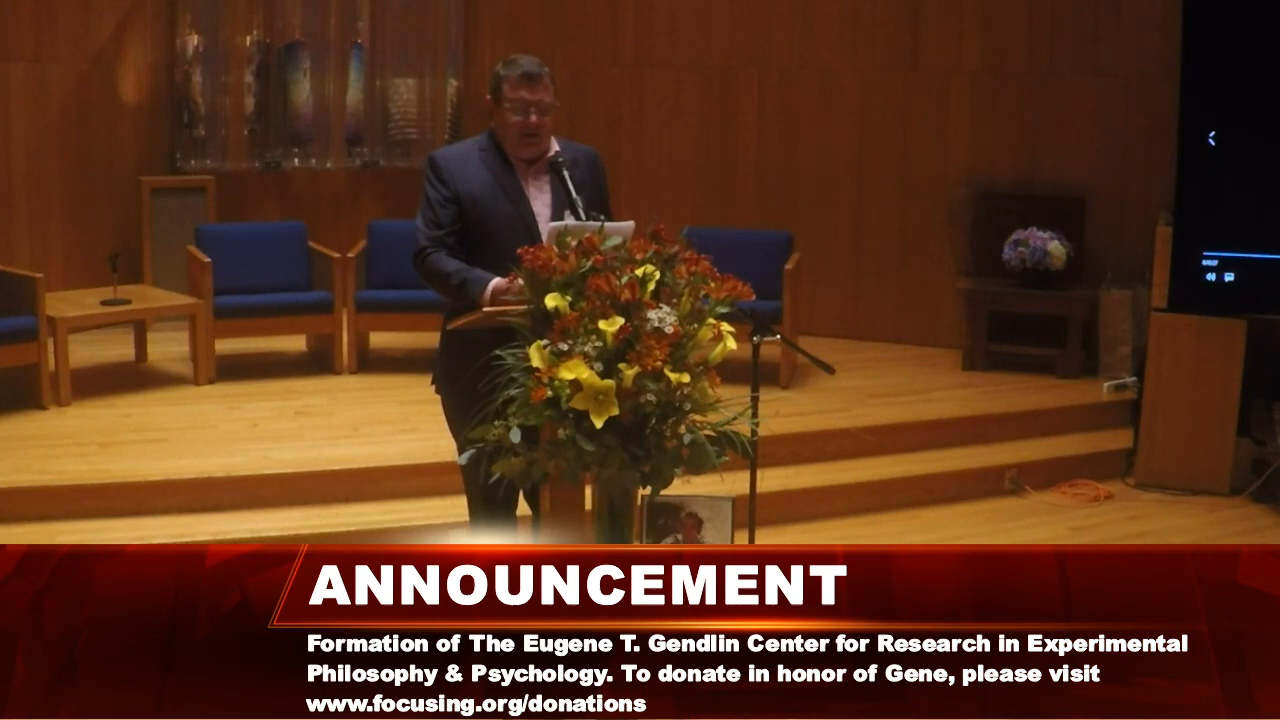 ANNOUNCEMENT
Formation of The Eugene T. Gendlin Center for Research in Experimental
Philosophy & Psychology. To donate in honor of Gene, please visit
www.focusing.org/donations